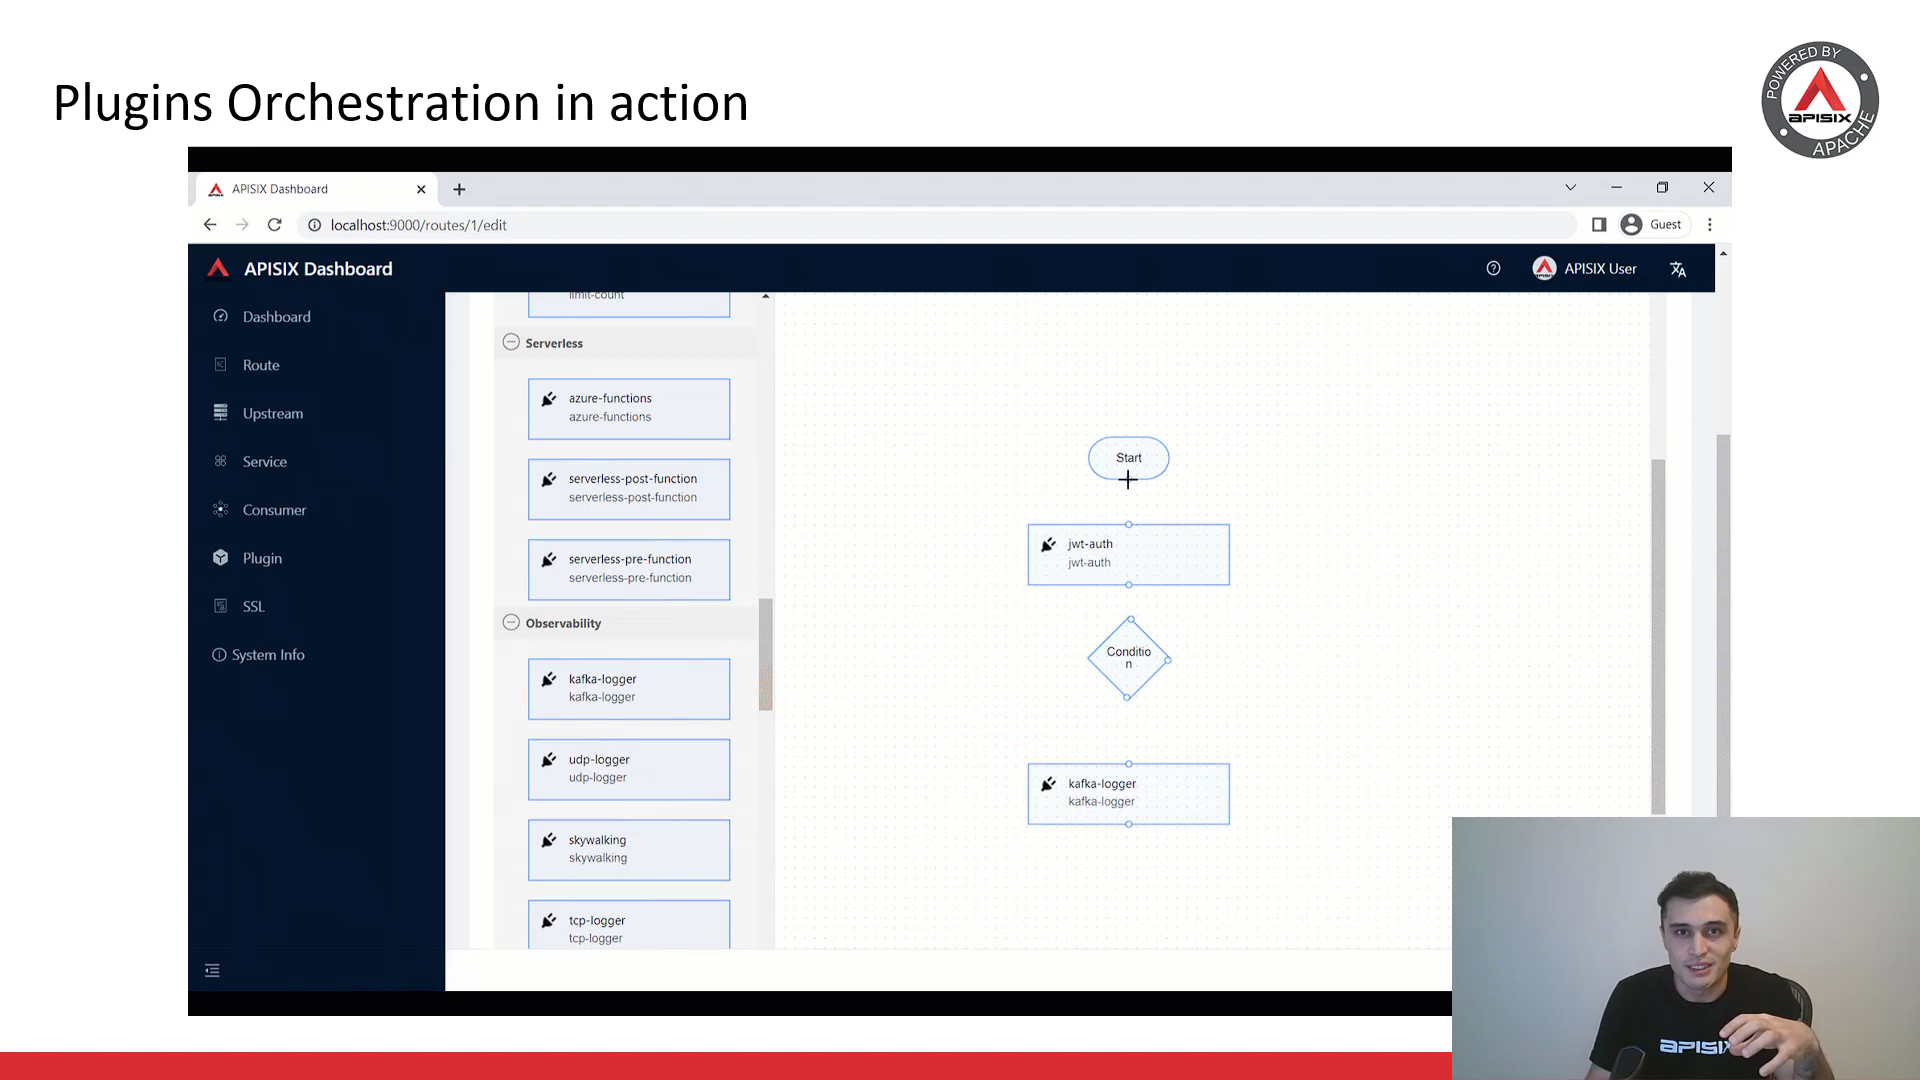 Plugins Orchestration in action
POWERED BY
APISIX
APACHE
APISIX Dashboard
localhost:9000/routes/1/edit
Guest
APISIX Dashboard
APISIX User
Dashboard
Route
Upstream
Service
Consumer
Plugin
SSL
System Info
limit-count
Serverless
azure-functions
azure-functions
serverless-post-function
serverless-post-function
serverless-pre-function
serverless-pre-function
Observability
kafka-logger
kafka-logger
udp-logger
udp-logger
skywalking
skywalking
tcp-logger
tcp-logger
Start
jwt-auth
jwt-auth
Conditio
n
kafka-logger
kafka-logger
APISIX